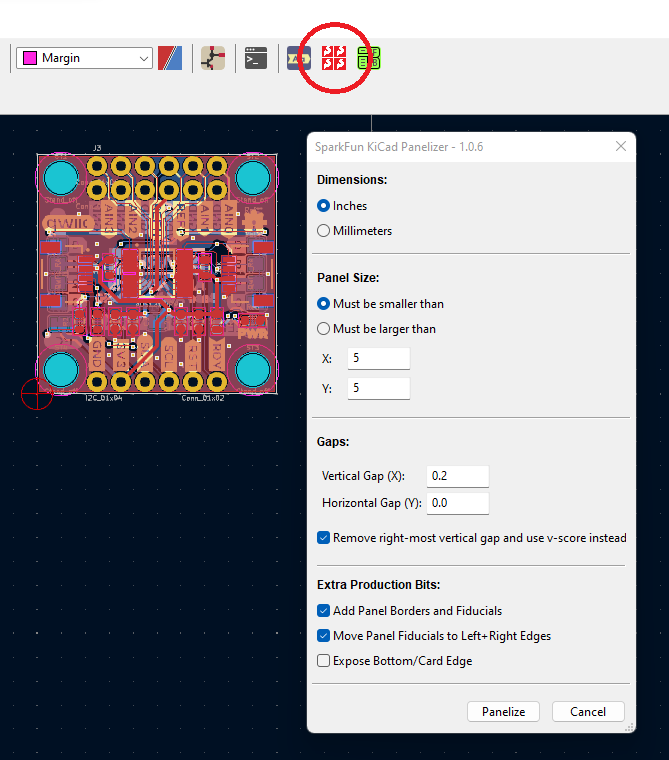 Margin
SparkFun KiCad Panelizer - 1.0.6
J3
Dimensions:
Inches
Millimeters
Panel Size:
Must be smaller than
Must be larger than
X: 5
Y: 5
I2C_01x04 Conn_01x02
Gaps:
Vertical Gap (X): 0.2
Horizontal Gap (Y): 0.0
Remove right-most vertical gap and use v-score instead
Extra Production Bits:
Add Panel Borders and Fiducials
Move Panel Fiducials to Left+Right Edges
Expose Bottom/Card Edge
Panelize Cancel